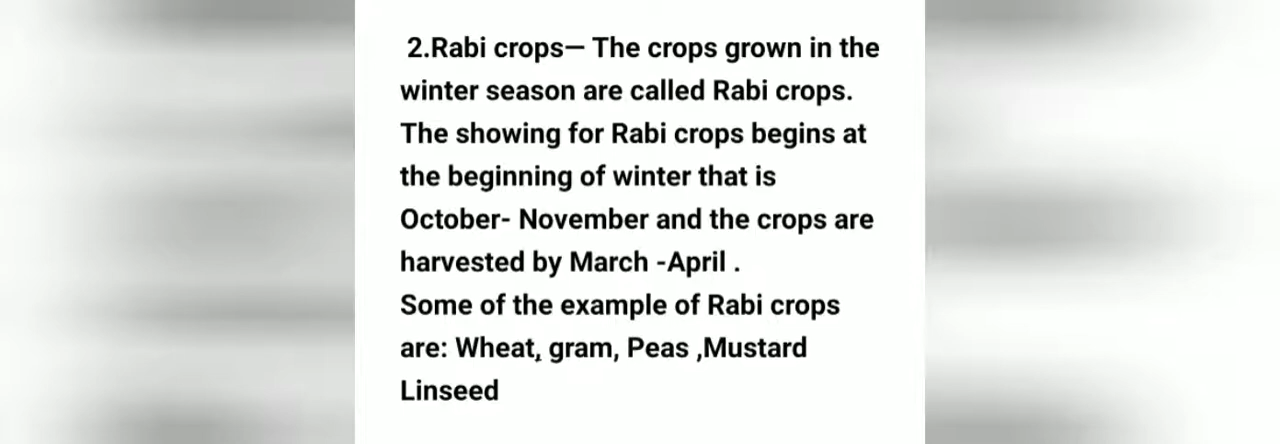 2.Rabi crops— The crops grown in the
winter season are called Rabi crops.
The showing for Rabi crops begins at
the beginning of winter that is
October- November and the crops are
harvested by March -April .
Some of the example of Rabi crops
are: Wheat, gram, Peas ,Mustard
Linseed